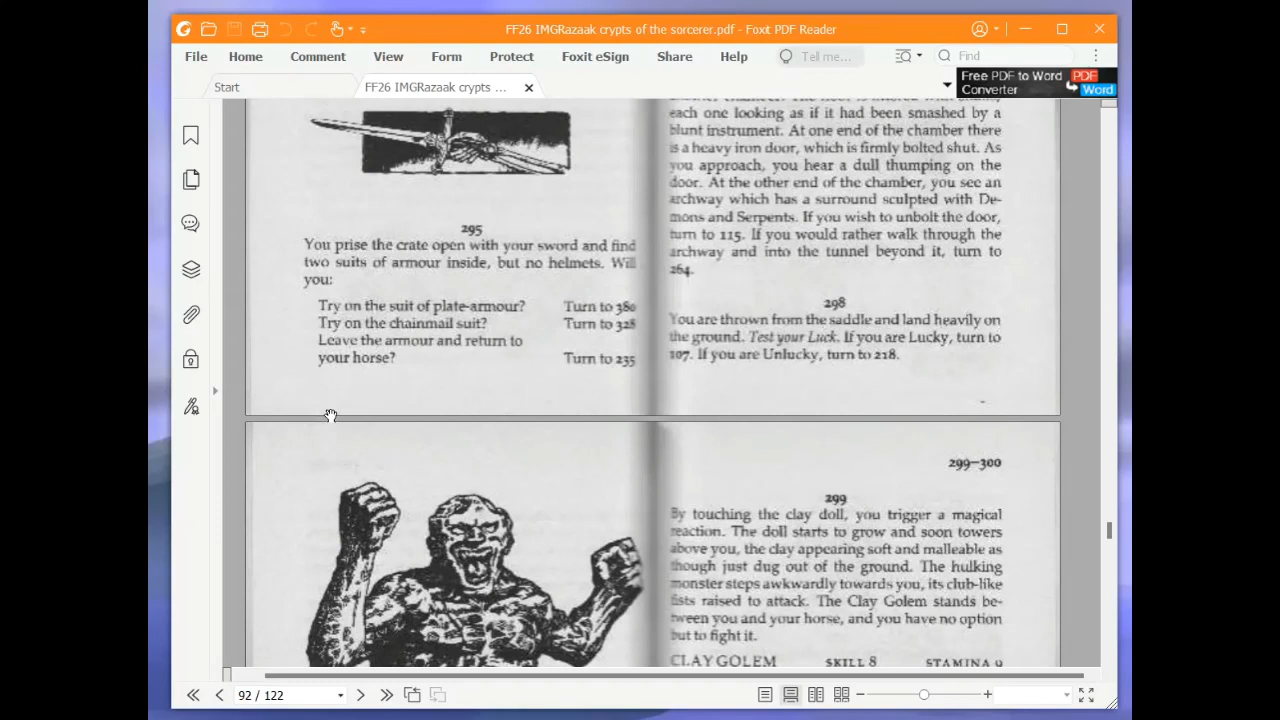 FF26 IMGRazaak crypts of the sorcerer.pdf - Foxit PDF Reader
File Home Comment View Form Protect Foxit eSign Share Help Tell me... Find
Start FF26 IMGRazaak crypts ... Free PDF to Word Converter PDF Word
295
You prise the crate open with your sword and find
two suits of armour inside, but no helmets. Will
you:
Try on the suit of plate-armour? Turn to 380
Try on the chainmail suit? Turn to 328
Leave the armour and return to
your horse? Turn to 235
each one looking as if it had been smashed by a
blunt instrument. At one end of the chamber there
is a heavy iron door, which is firmly bolted shut. As
you approach, you hear a dull thumping on the
door. At the other end of the chamber, you see an
archway which has a surround sculpted with De-
mons and Serpents. If you wish to unbolt the door,
turn to 115. If you would rather walk through the
archway and into the tunnel beyond it, turn to
264.
298
You are thrown from the saddle and land heavily on
the ground. Test your Luck. If you are Lucky, turn to
107. If you are Unlucky, turn to 218.
299–300
299
By touching the clay doll, you trigger a magical
reaction. The doll starts to grow and soon towers
above you, the clay appearing soft and malleable as
though just dug out of the ground. The hulking
monster steps awkwardly towards you, its club-like
fists raised to attack. The Clay Golem stands be-
tween you and your horse, and you have no option
but to fight it.
CLAY GOLEM SKILL 8 STAMINA 9
92 / 122